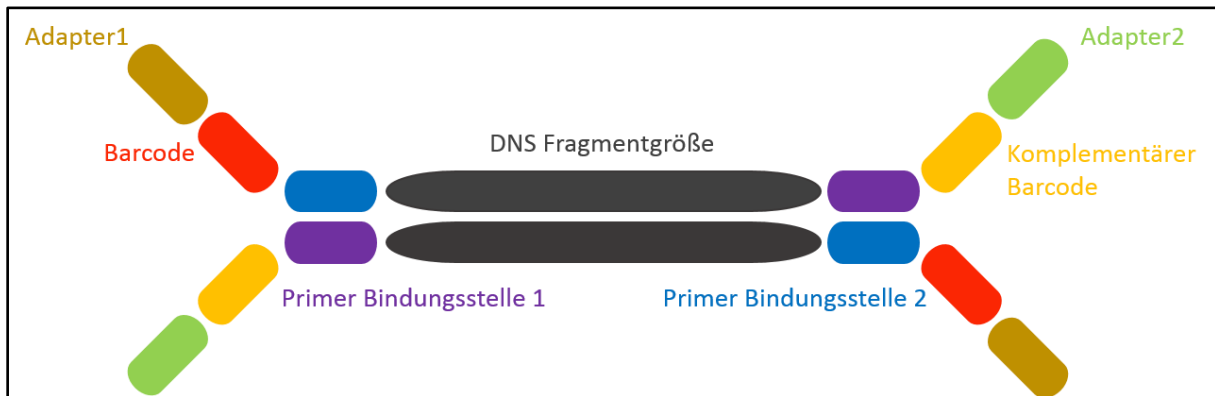 Adapter1
Adapter2
Barcode
DNS Fragmentgröße
Komplementärer
Barcode
Primer Bindungsstelle 1
Primer Bindungsstelle 2